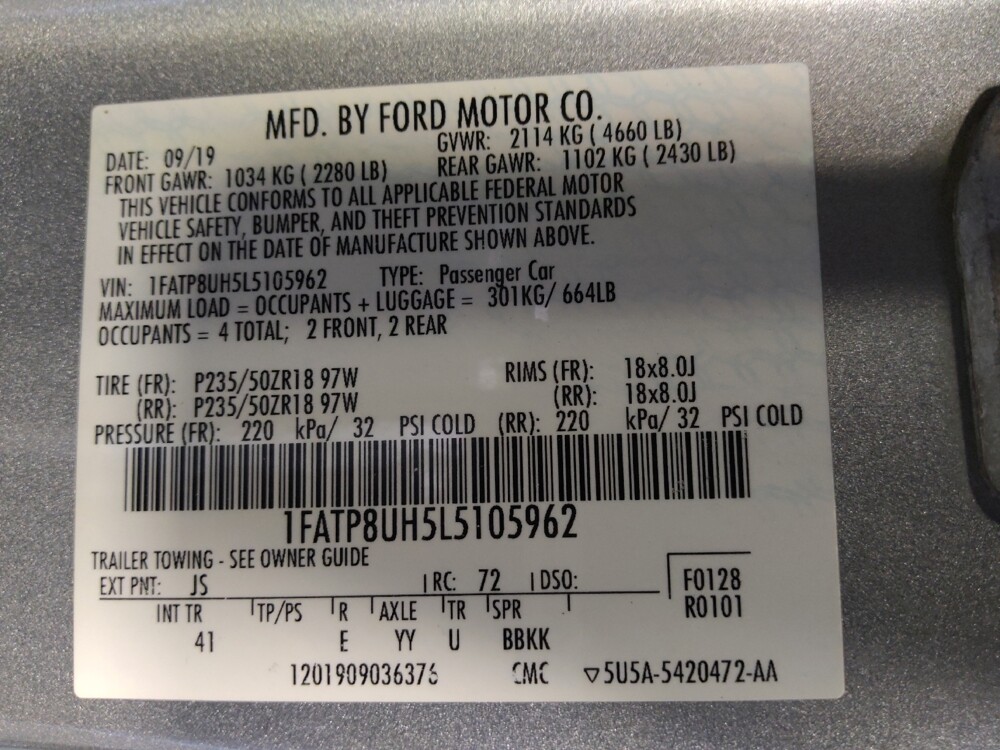 MFD. BY FORD MOTOR CO.
DATE: 09/19 GVWR: 2114 KG ( 4660 LB)
FRONT GAWR: 1034 KG ( 2280 LB) REAR GAWR: 1102 KG ( 2430 LB)
THIS VEHICLE CONFORMS TO ALL APPLICABLE FEDERAL MOTOR
VEHICLE SAFETY, BUMPER, AND THEFT PREVENTION STANDARDS
IN EFFECT ON THE DATE OF MANUFACTURE SHOWN ABOVE.
VIN: 1FATP8UH5L5105962 TYPE: Passenger Car
MAXIMUM LOAD = OCCUPANTS + LUGGAGE = 301KG/ 664LB
OCCUPANTS = 4 TOTAL; 2 FRONT, 2 REAR
TIRE (FR): P235/50ZR18 97W RIMS (FR): 18x8.0J
(RR): P235/50ZR18 97W (RR): 18x8.0J
PRESSURE (FR): 220 kPa/ 32 PSI COLD (RR): 220 kPa/ 32 PSI COLD
1FATP8UH5L5105962
TRAILER TOWING - SEE OWNER GUIDE
EXT PNT: JS RC: 72 DSO: F0128
INT TR TP/PS R AXLE TR SPR R0101
41 E YY U BBKK
1201909036376 CMC ▽5U5A-5420472-AA